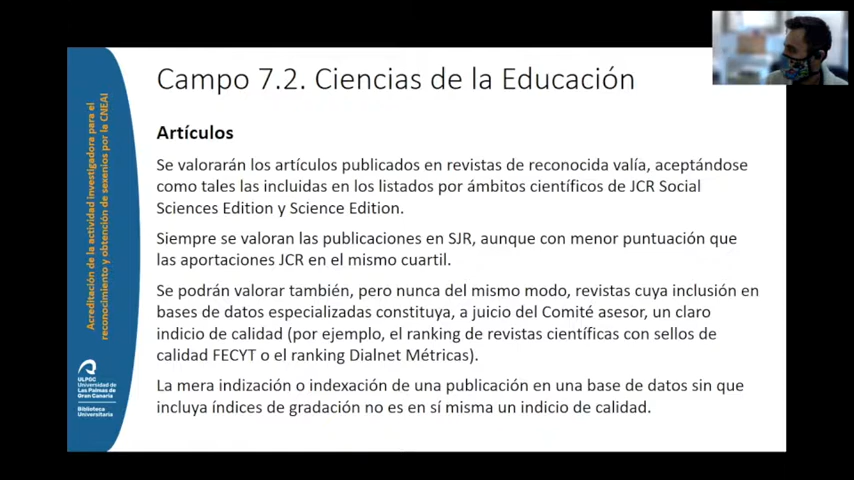 Campo 7.2. Ciencias de la Educación
Artículos
Se valorarán los artículos publicados en revistas de reconocida valía, aceptándose
como tales las incluidas en los listados por ámbitos científicos de JCR Social
Sciences Edition y Science Edition.
Siempre se valoran las publicaciones en SJR, aunque con menor puntuación que
las aportaciones JCR en el mismo cuartil.
Se podrán valorar también, pero nunca del mismo modo, revistas cuya inclusión en
bases de datos especializadas constituya, a juicio del Comité asesor, un claro
indicio de calidad (por ejemplo, el ranking de revistas científicas con sellos de
calidad FECYT o el ranking Dialnet Métricas).
La mera indización o indexación de una publicación en una base de datos sin que
incluya índices de gradación no es en sí misma un indicio de calidad.
Acreditación de la actividad investigadora para el
reconocimiento y obtención de sexenios por la CNEAI
ULPGC
Universidad de
Las Palmas de
Gran Canaria
Biblioteca
Universitaria